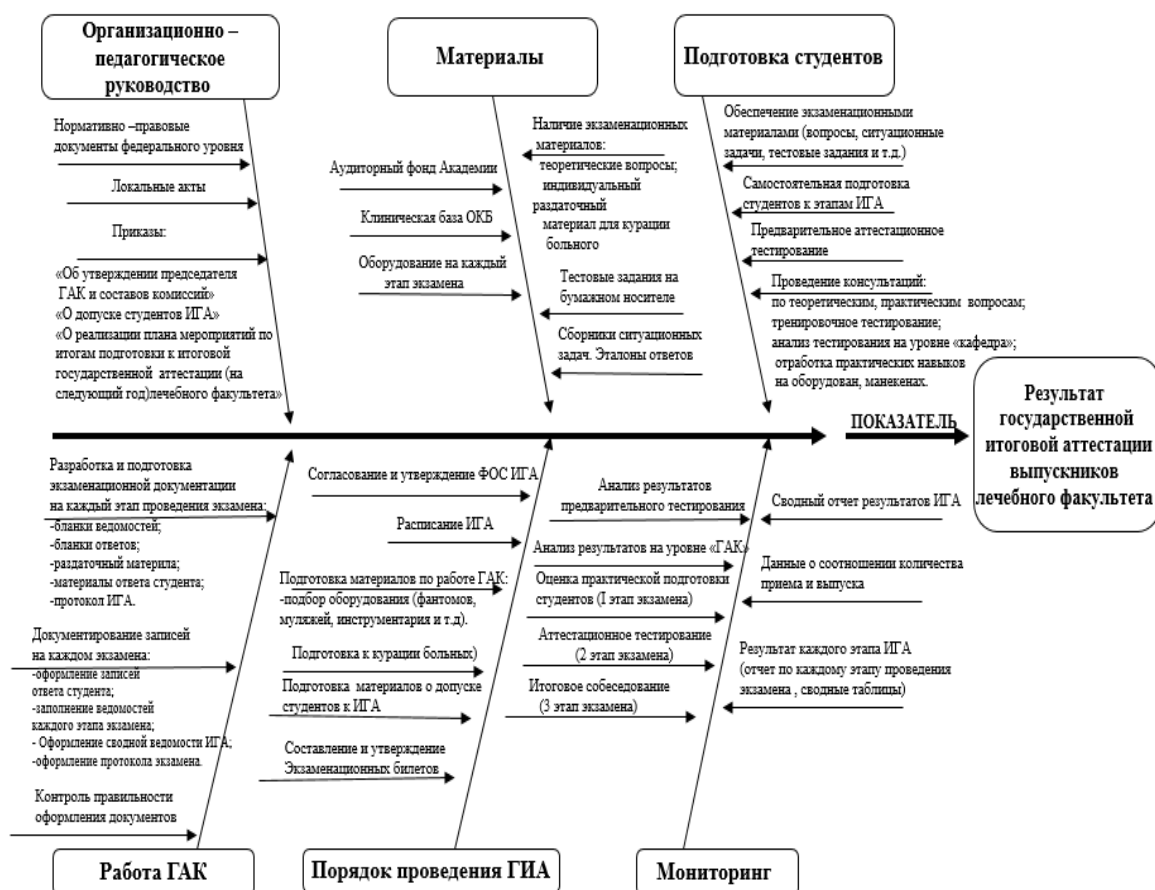 Организационно –
педагогическое
руководство
Материалы
Подготовка студентов
Нормативно –правовые
документы федерального уровня
Локальные акты
Приказы:
«Об утверждении председателя
ГАК и составов комиссий»
«О допуске студентов ИГА»
«О реализации плана мероприятий по
итогам подготовки к итоговой
государственной аттестации (на
следующий год)лечебного факультета»
Аудиторный фонд Академии
Клиническая база ОКБ
Оборудование на каждый
этап экзамена
Наличие экзаменационных
материалов:
теоретические вопросы;
индивидуальный
раздаточный
материал для курации
больного
Тестовые задания на
бумажном носителе
Сборники ситуационных
задач. Эталоны ответов
Обеспечение экзаменационными
материалами (вопросы, ситуационные
задачи, тестовые задания и т.д.)
Самостоятельная подготовка
студентов к этапам ИГА
Предварительное аттестационное
тестирование
Проведение консультаций:
по теоретическим, практическим вопросам;
тренировочное тестирование;
анализ тестирования на уровне «кафедра»;
отработка практических навыков
на оборудован, манекенах.
ПОКАЗАТЕЛЬ
Результат
государственной
итоговой аттестации
выпускников
лечебного факультета
Разработка и подготовка
экзаменационной документации
на каждый этап проведения экзамена:
-бланки ведомостей;
-бланки ответов;
-раздаточный материла;
-материалы ответа студента;
-протокол ИГА.
Документирование записей
на каждом экзамена:
-оформление записей
ответа студента;
-заполнение ведомостей
каждого этапа экзамена;
- Оформление сводной ведомости ИГА;
-оформление протокола экзамена.
Контроль правильности
оформления документов
Согласование и утверждение ФОС ИГА
Расписание ИГА
Подготовка материалов по работе ГАК:
-подбор оборудования (фантомов,
муляжей, инструментария и т.д).
Подготовка к курации больных)
Подготовка материалов о допуске
студентов к ИГА
Составление и утверждение
Экзаменационных билетов
Анализ результатов
предварительного тестирования
Анализ результатов на уровне «ГАК»
Оценка практической подготовки
студентов (I этап экзамена)
Аттестационное тестирование
(2 этап экзамена)
Итоговое собеседование
(3 этап экзамена)
Сводный отчет результатов ИГА
Данные о соотношении количества
приема и выпуска
Результат каждого этапа ИГА
(отчет по каждому этапу проведения
экзамена , сводные таблицы)
Работа ГАК
Порядок проведения ГИА
Мониторинг